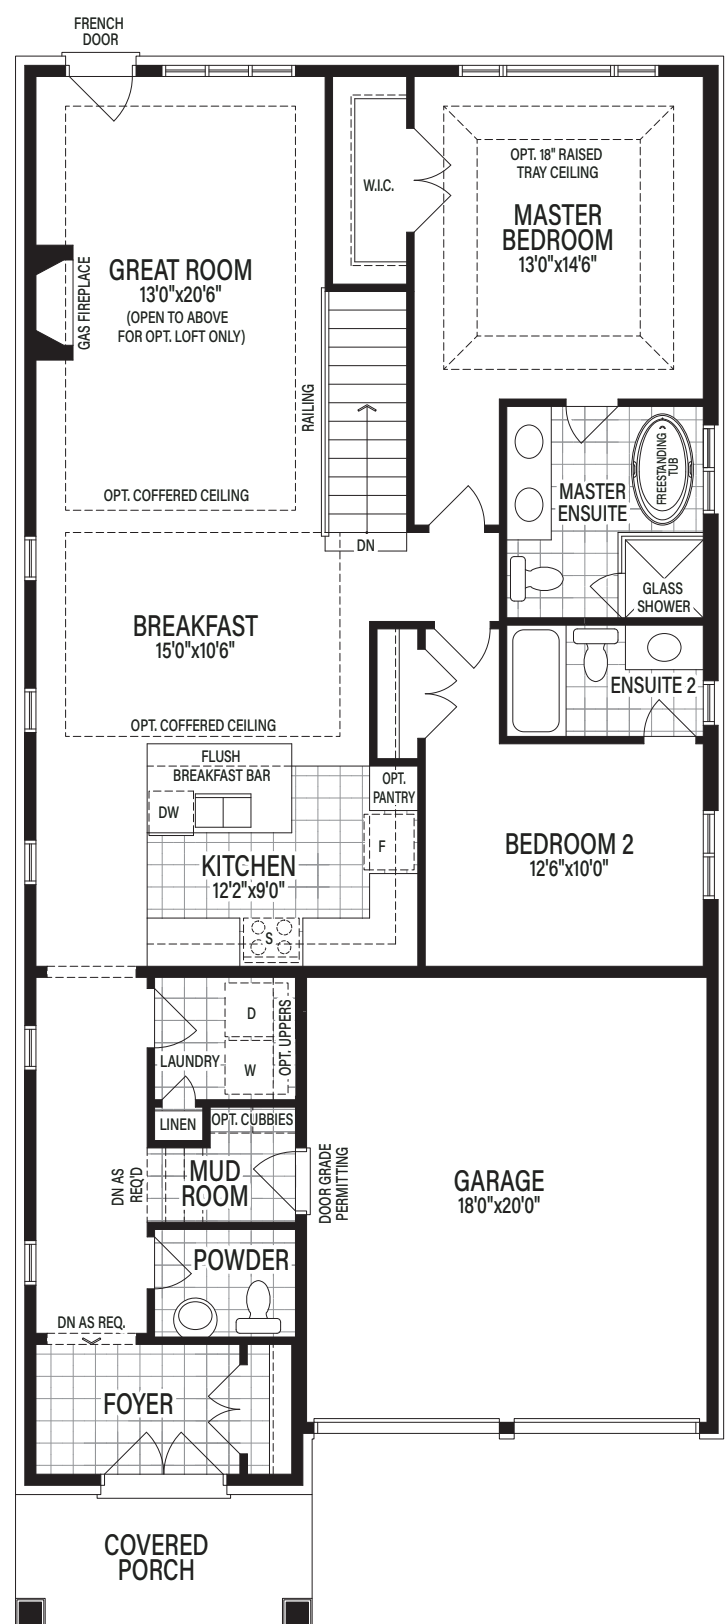 FRENCH
DOOR
W.I.C.
OPT. 18" RAISED
TRAY CEILING
MASTER
BEDROOM
13'0"x14'6"
GREAT ROOM
13'0"x20'6"
(OPEN TO ABOVE
FOR OPT. LOFT ONLY)
GAS FIREPLACE
RAILING
OPT. COFFERED CEILING
DN
MASTER
ENSUITE
FREESTANDING
TUB
GLASS
SHOWER
BREAKFAST
15'0"x10'6"
OPT. COFFERED CEILING
ENSUITE 2
FLUSH
BREAKFAST BAR
OPT.
PANTRY
DW
F
KITCHEN
12'2"x9'0"
S
BEDROOM 2
12'6"x10'0"
D
W
OPT. UPPERS
LAUNDRY
LINEN
OPT. CUBBIES
DN AS
REQ'D
MUD
ROOM
DOOR GRADE
PERMITTING
GARAGE
18'0"x20'0"
POWDER
DN AS REQ.
FOYER
COVERED
PORCH